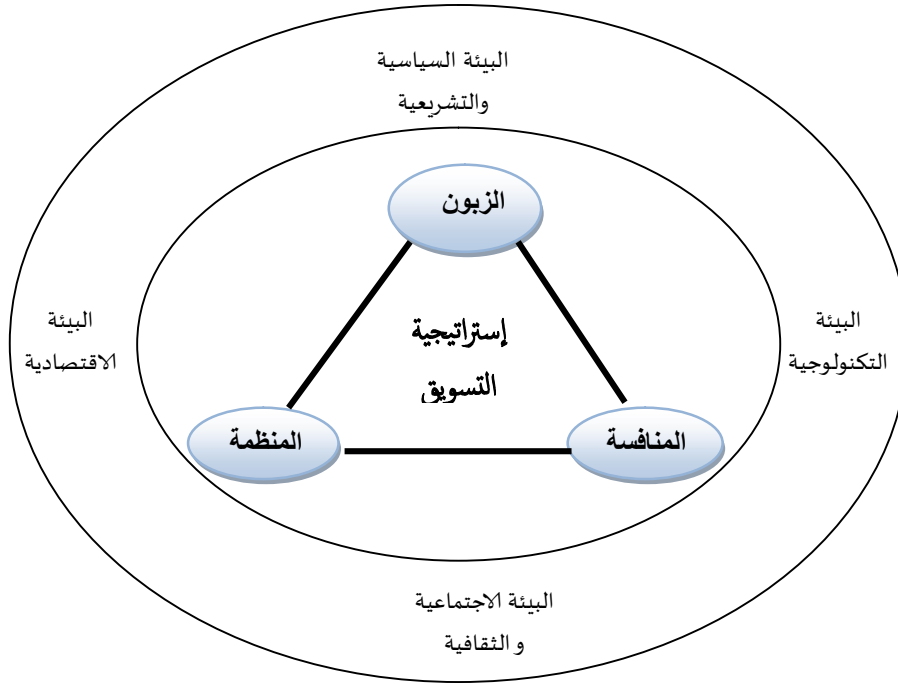 البيئة السياسية
والتشريعية
الزبون
البيئة
التكنولوجية
إستراتيجية
التسويق
البيئة
الاقتصادية
المنافسة
المنظمة
البيئة الاجتماعية
و الثقافية